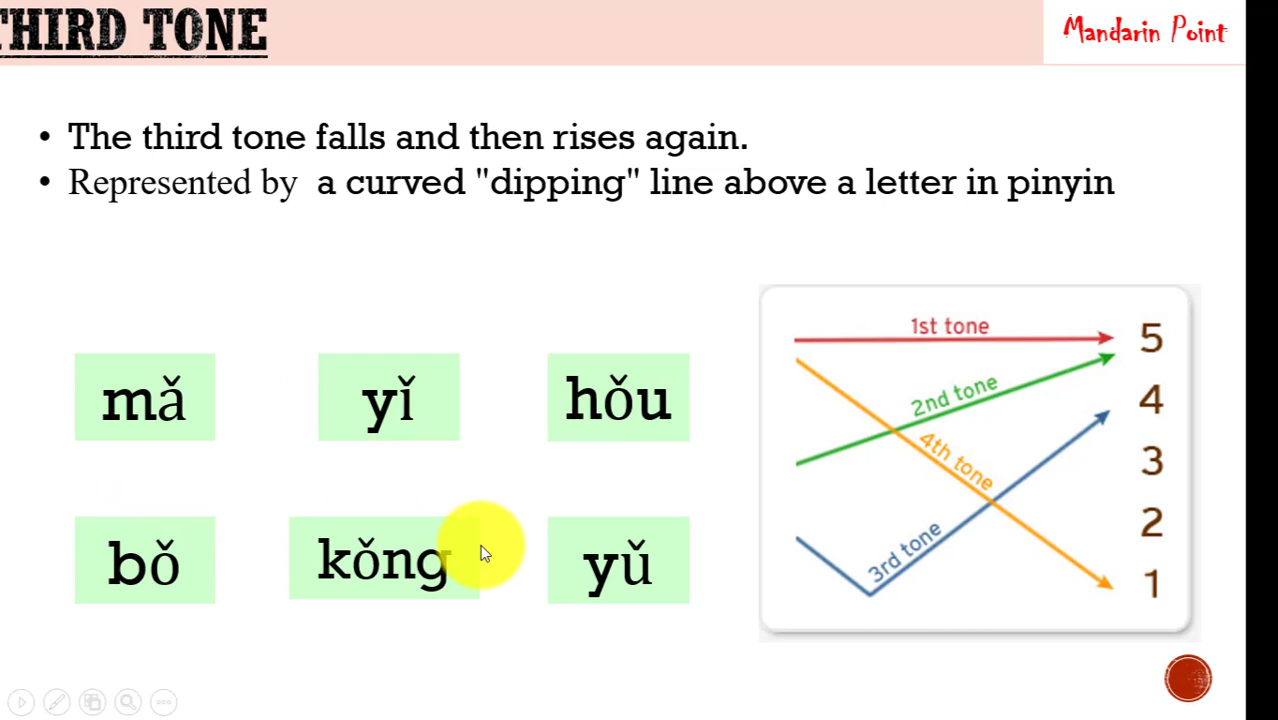 THIRD TONE
Mandarin Point
• The third tone falls and then rises again.
• Represented by a curved "dipping" line above a letter in pinyin
mǎ yǐ hǒu
bǒ kǒng yǔ
1st tone 5
2nd tone 4
4th tone 3
3rd tone 2
1